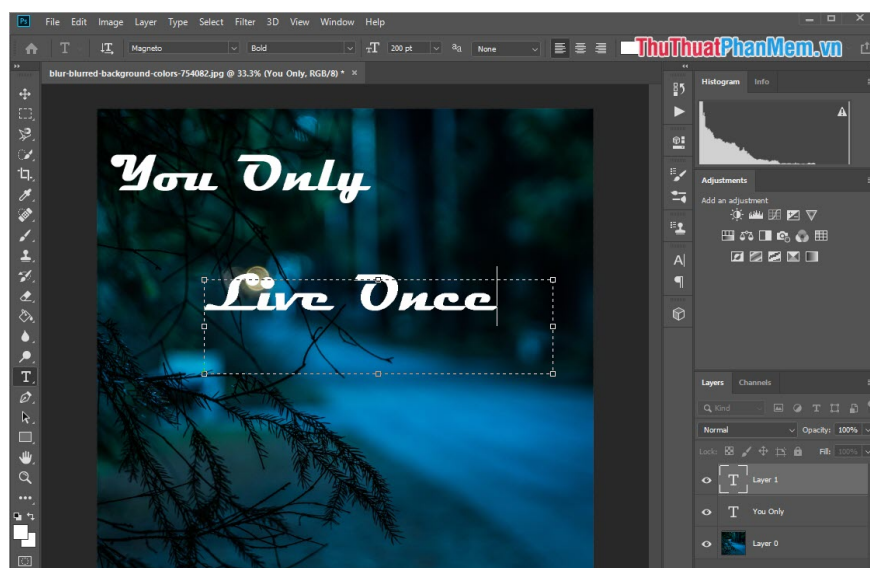 Ps File Edit Image Layer Type Select Filter 3D View Window Help
T Magneto Bold T 200 pt aa None
ThuThuatPhanMem.vn
blur-blurred-background-colors-754082.jpg @ 33.3% (You Only, RGB/8) * ×
Histogram Info
You Only
Live Once
Adjustments
Add an adjustment
Layers Channels
Kind
Normal Opacity: 100%
Lock: Fill: 100%
T Layer 1
T You Only
Layer 0